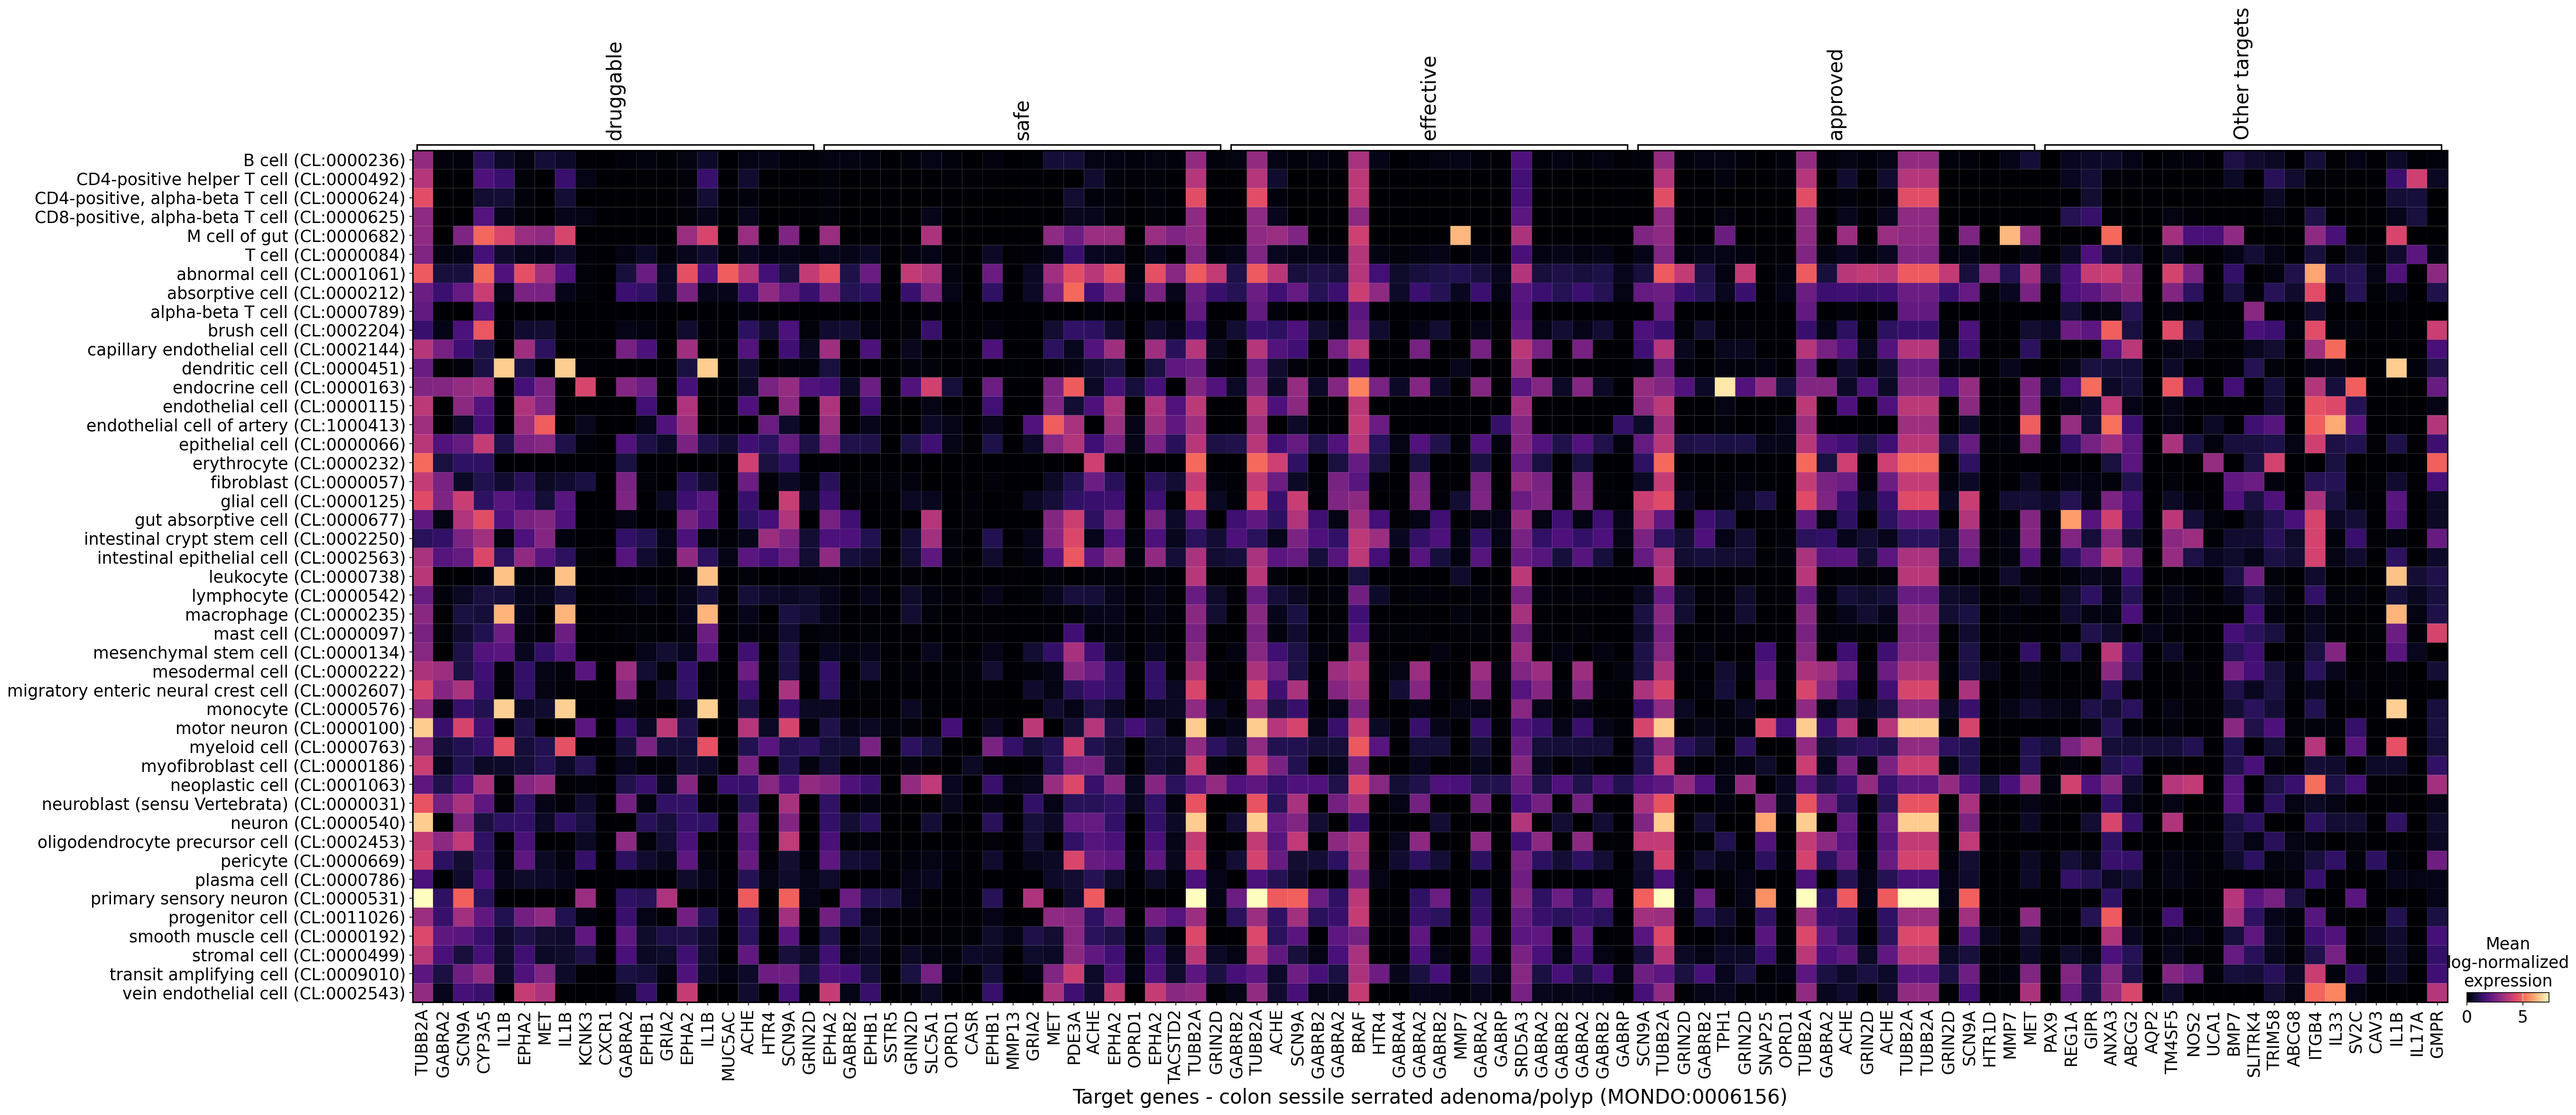 druggable
safe
effective
approved
Other targets
B cell (CL:0000236)
CD4-positive helper T cell (CL:0000492)
CD4-positive, alpha-beta T cell (CL:0000624)
CD8-positive, alpha-beta T cell (CL:0000625)
M cell of gut (CL:0000682)
T cell (CL:0000084)
abnormal cell (CL:0001061)
absorptive cell (CL:0000212)
alpha-beta T cell (CL:0000789)
brush cell (CL:0002204)
capillary endothelial cell (CL:0002144)
dendritic cell (CL:0000451)
endocrine cell (CL:0000163)
endothelial cell (CL:0000115)
endothelial cell of artery (CL:1000413)
epithelial cell (CL:0000066)
erythrocyte (CL:0000232)
fibroblast (CL:0000057)
glial cell (CL:0000125)
gut absorptive cell (CL:0000677)
intestinal crypt stem cell (CL:0002250)
intestinal epithelial cell (CL:0002563)
leukocyte (CL:0000738)
lymphocyte (CL:0000542)
macrophage (CL:0000235)
mast cell (CL:0000097)
mesenchymal stem cell (CL:0000134)
mesodermal cell (CL:0000222)
migratory enteric neural crest cell (CL:0002607)
monocyte (CL:0000576)
motor neuron (CL:0000100)
myeloid cell (CL:0000763)
myofibroblast cell (CL:0000186)
neoplastic cell (CL:0001063)
neuroblast (sensu Vertebrata) (CL:0000031)
neuron (CL:0000540)
oligodendrocyte precursor cell (CL:0002453)
pericyte (CL:0000669)
plasma cell (CL:0000786)
primary sensory neuron (CL:0000531)
progenitor cell (CL:0011026)
smooth muscle cell (CL:0000192)
stromal cell (CL:0000499)
transit amplifying cell (CL:0009010)
vein endothelial cell (CL:0002543)
TUBB2A
GABRA2
SCN9A
CYP3A5
IL1B
EPHA2
MET
IL1B
KCNK3
CXCR1
GABRA2
EPHB1
GRIA2
EPHA2
IL1B
MUC5AC
ACHE
HTR4
SCN9A
GRIN2D
EPHA2
GABRB2
EPHB1
SSTR5
GRIN2D
SLC5A1
OPRD1
CASR
EPHB1
MMP13
GRIA2
MET
PDE3A
ACHE
EPHA2
OPRD1
EPHA2
TACSTD2
TUBB2A
GRIN2D
GABRB2
TUBB2A
ACHE
SCN9A
GABRB2
GABRA2
BRAF
HTR4
GABRA4
GABRA2
GABRB2
MMP7
GABRA2
GABRP
SRD5A3
GABRA2
GABRB2
GABRA2
GABRB2
GABRP
SCN9A
TUBB2A
GRIN2D
GABRB2
TPH1
GRIN2D
SNAP25
OPRD1
TUBB2A
GABRA2
ACHE
GRIN2D
ACHE
TUBB2A
TUBB2A
GRIN2D
SCN9A
HTR1D
MMP7
MET
PAX9
REG1A
GIPR
ANXA3
ABCG2
AQP2
TM4SF5
NOS2
UCA1
BMP7
SLITRK4
TRIM58
ABCG8
ITGB4
IL33
SV2C
CAV3
IL1B
IL17A
GMPR
Target genes - colon sessile serrated adenoma/polyp (MONDO:0006156)
Mean
log-normalized
expression
0 5